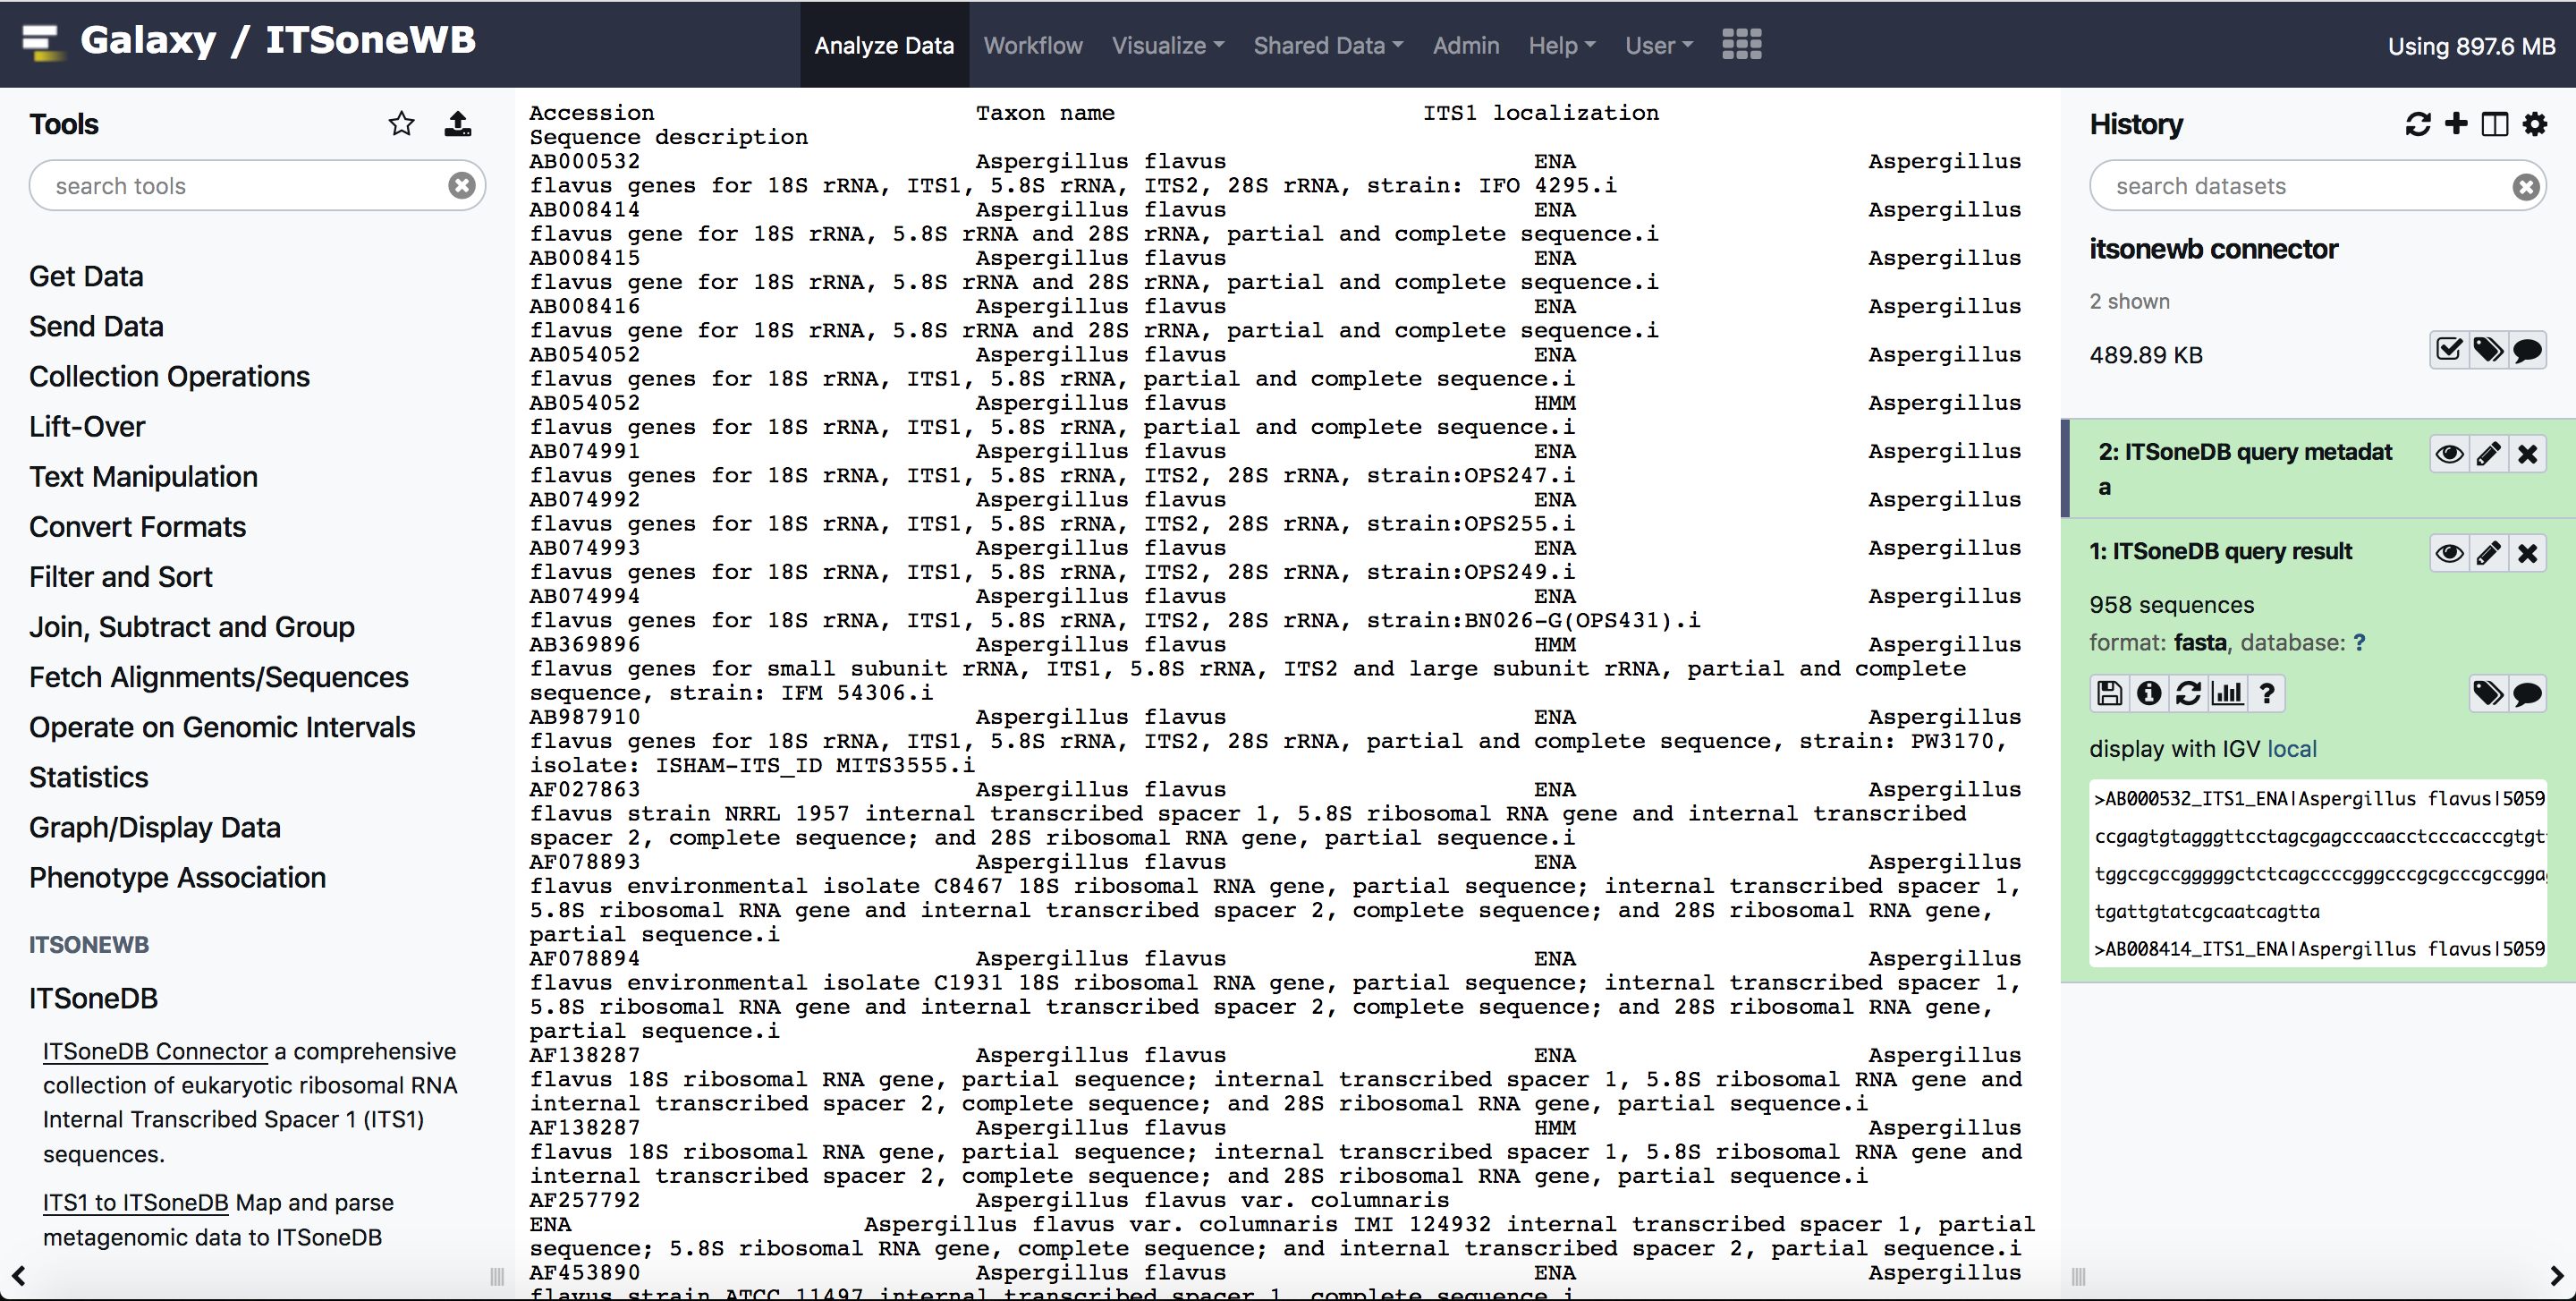 Galaxy / ITSoneWB
Analyze Data Workflow Visualize Shared Data Admin Help User
Using 897.6 MB
Tools
search tools
Get Data
Send Data
Collection Operations
Lift-Over
Text Manipulation
Convert Formats
Filter and Sort
Join, Subtract and Group
Fetch Alignments/Sequences
Operate on Genomic Intervals
Statistics
Graph/Display Data
Phenotype Association
ITSONEWB
ITSoneDB
ITSoneDB Connector a comprehensive
collection of eukaryotic ribosomal RNA
Internal Transcribed Spacer 1 (ITS1)
sequences.
ITS1 to ITSoneDB Map and parse
metagenomic data to ITSoneDB
Accession Taxon name ITS1 localization
Sequence description
AB000532 Aspergillus flavus ENA Aspergillus
flavus genes for 18S rRNA, ITS1, 5.8S rRNA, ITS2, 28S rRNA, strain: IFO 4295.i
AB008414 Aspergillus flavus ENA Aspergillus
flavus gene for 18S rRNA, 5.8S rRNA and 28S rRNA, partial and complete sequence.i
AB008415 Aspergillus flavus ENA Aspergillus
flavus gene for 18S rRNA, 5.8S rRNA and 28S rRNA, partial and complete sequence.i
AB008416 Aspergillus flavus ENA Aspergillus
flavus gene for 18S rRNA, 5.8S rRNA and 28S rRNA, partial and complete sequence.i
AB054052 Aspergillus flavus ENA Aspergillus
flavus genes for 18S rRNA, ITS1, 5.8S rRNA, partial and complete sequence.i
AB054052 Aspergillus flavus HMM Aspergillus
flavus genes for 18S rRNA, ITS1, 5.8S rRNA, partial and complete sequence.i
AB074991 Aspergillus flavus ENA Aspergillus
flavus genes for 18S rRNA, ITS1, 5.8S rRNA, ITS2, 28S rRNA, strain:OPS247.i
AB074992 Aspergillus flavus ENA Aspergillus
flavus genes for 18S rRNA, ITS1, 5.8S rRNA, ITS2, 28S rRNA, strain:OPS255.i
AB074993 Aspergillus flavus ENA Aspergillus
flavus genes for 18S rRNA, ITS1, 5.8S rRNA, ITS2, 28S rRNA, strain:OPS249.i
AB074994 Aspergillus flavus ENA Aspergillus
flavus genes for 18S rRNA, ITS1, 5.8S rRNA, ITS2, 28S rRNA, strain:BN026-G(OPS431).i
AB369896 Aspergillus flavus HMM Aspergillus
flavus genes for small subunit rRNA, ITS1, 5.8S rRNA, ITS2 and large subunit rRNA, partial and complete
sequence, strain: IFM 54306.i
AB987910 Aspergillus flavus ENA Aspergillus
flavus genes for 18S rRNA, ITS1, 5.8S rRNA, ITS2, 28S rRNA, partial and complete sequence, strain: PW3170,
isolate: ISHAM-ITS_ID MITS3555.i
AF027863 Aspergillus flavus ENA Aspergillus
flavus strain NRRL 1957 internal transcribed spacer 1, 5.8S ribosomal RNA gene and internal transcribed
spacer 2, complete sequence; and 28S ribosomal RNA gene, partial sequence.i
AF078893 Aspergillus flavus ENA Aspergillus
flavus environmental isolate C8467 18S ribosomal RNA gene, partial sequence; internal transcribed spacer 1,
5.8S ribosomal RNA gene and internal transcribed spacer 2, complete sequence; and 28S ribosomal RNA gene,
partial sequence.i
AF078894 Aspergillus flavus ENA Aspergillus
flavus environmental isolate C1931 18S ribosomal RNA gene, partial sequence; internal transcribed spacer 1,
5.8S ribosomal RNA gene and internal transcribed spacer 2, complete sequence; and 28S ribosomal RNA gene,
partial sequence.i
AF138287 Aspergillus flavus ENA Aspergillus
flavus 18S ribosomal RNA gene, partial sequence; internal transcribed spacer 1, 5.8S ribosomal RNA gene and
internal transcribed spacer 2, complete sequence; and 28S ribosomal RNA gene, partial sequence.i
AF138287 Aspergillus flavus HMM Aspergillus
flavus 18S ribosomal RNA gene, partial sequence; internal transcribed spacer 1, 5.8S ribosomal RNA gene and
internal transcribed spacer 2, complete sequence; and 28S ribosomal RNA gene, partial sequence.i
AF257792 Aspergillus flavus var. columnaris
ENA Aspergillus flavus var. columnaris IMI 124932 internal transcribed spacer 1, partial
sequence; 5.8S ribosomal RNA gene, complete sequence; and internal transcribed spacer 2, partial sequence.i
AF453890 Aspergillus flavus ENA Aspergillus
flavus strain ATCC 11497 internal transcribed spacer 1, complete sequence.i
History
search datasets
itsonewb connector
2 shown
489.89 KB
2: ITSoneDB query metadat
a
1: ITSoneDB query result
958 sequences
format: fasta, database: ?
display with IGV local
>AB000532_ITS1_ENA|Aspergillus flavus|5059
ccgagtgtagggttcctagcgagcccaacctcccacccgtgt
tggccgccgggggctctcagccccgggcccgcgcccgccgga
tgattgtatcgcaatcagtta
>AB008414_ITS1_ENA|Aspergillus flavus|5059